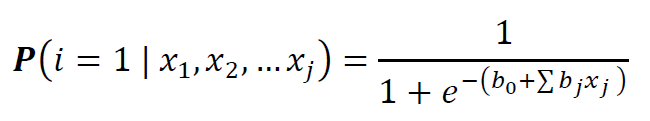 P(i = 1 | x₁, x₂, … xⱼ) = 1 / (1 + e^−(b₀+∑ bⱼxⱼ ))